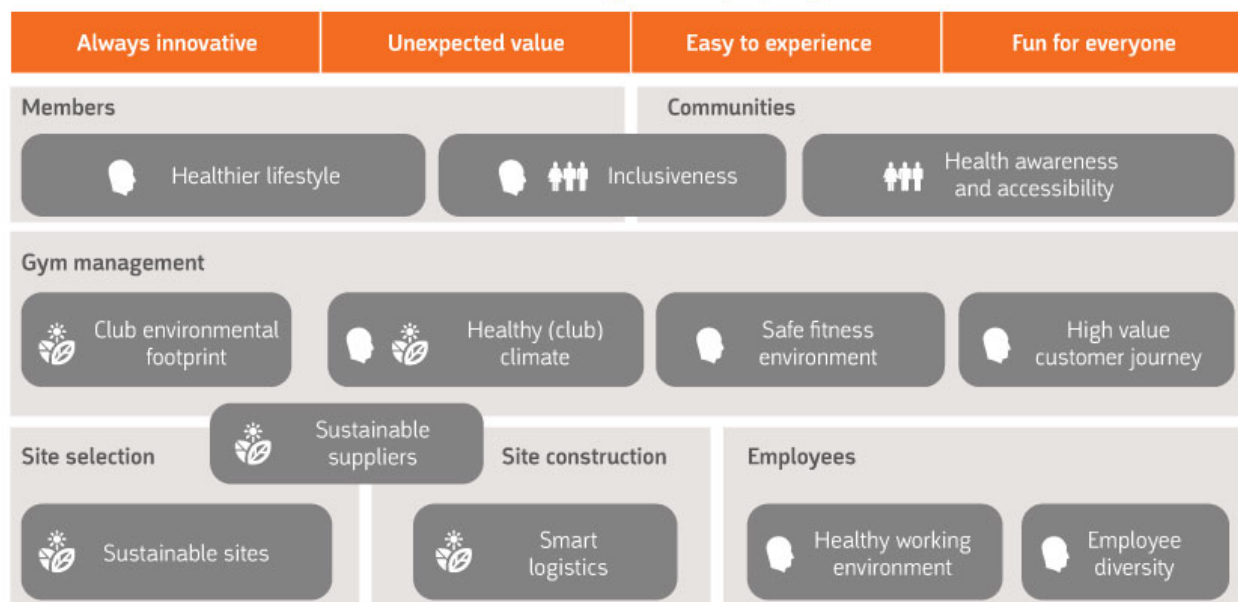 Always innovative
Unexpected value
Easy to experience
Fun for everyone
Members
Communities
Healthier lifestyle
Inclusiveness
Health awareness
and accessibility
Gym management
Club environmental
footprint
Healthy (club)
climate
Safe fitness
environment
High value
customer journey
Sustainable
suppliers
Site selection
Site construction
Employees
Sustainable sites
Smart
logistics
Healthy working
environment
Employee
diversity